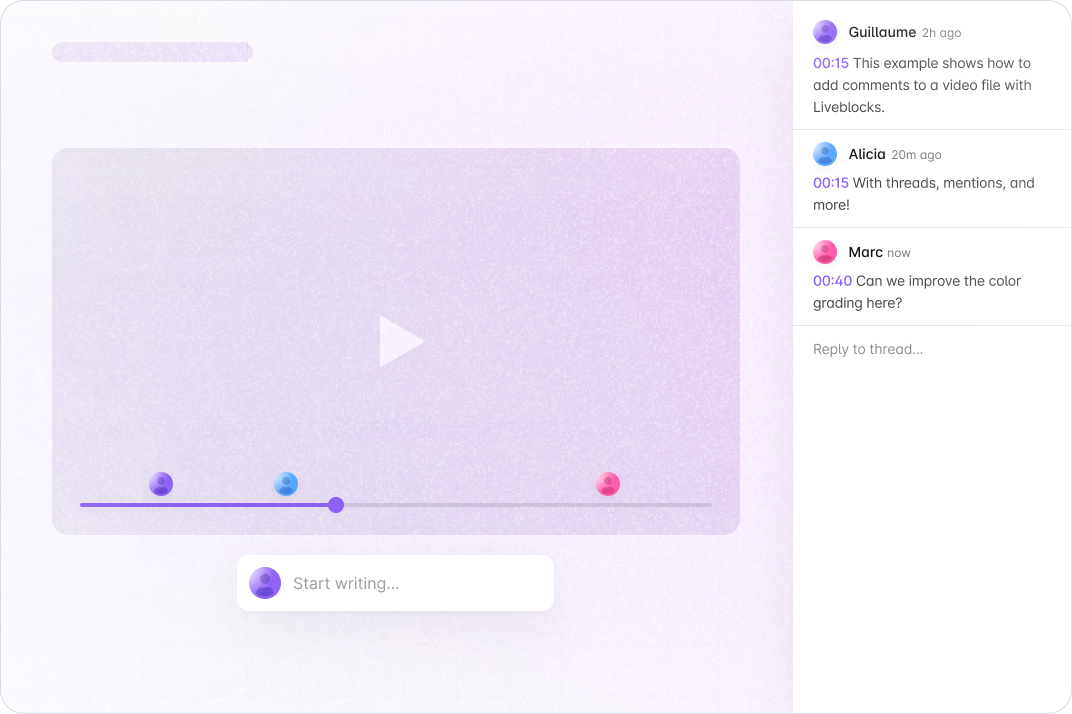 Guillaume 2h ago
00:15 This example shows how to
add comments to a video file with
Liveblocks.
Alicia 20m ago
00:15 With threads, mentions, and
more!
Marc now
00:40 Can we improve the color
grading here?
Reply to thread...
Start writing...